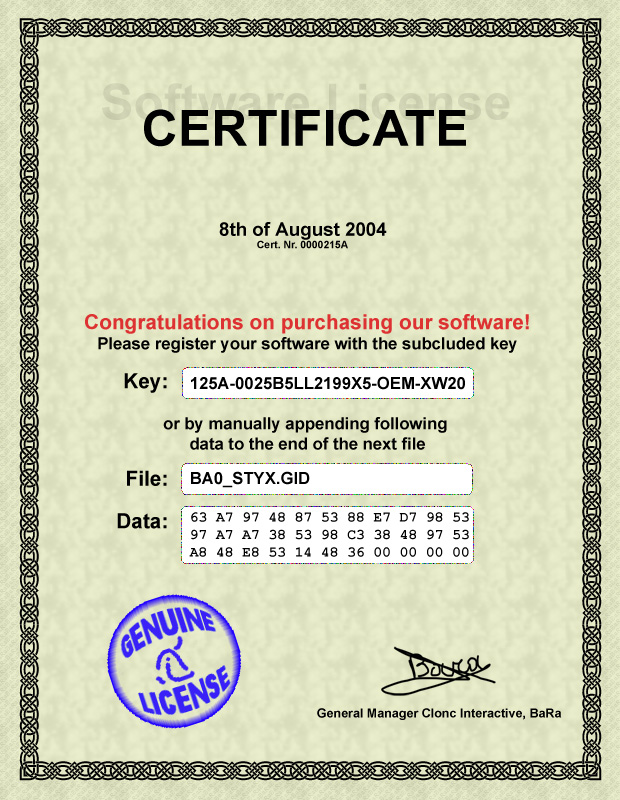 Software License
CERTIFICATE
8th of August 2004
Cert. Nr. 0000215A
Congratulations on purchasing our software!
Please register your software with the subcluded key
Key: 125A-0025B5LL2199X5-OEM-XW20
or by manually appending following
data to the end of the next file
File: BA0_STYX.GID
Data: 63 A7 97 48 87 53 88 E7 D7 98 53
97 A7 A7 38 53 98 C3 38 48 97 53
A8 48 E8 53 14 48 36 00 00 00 00
GENUINE
LICENSE
BaRa
General Manager Clonc Interactive, BaRa